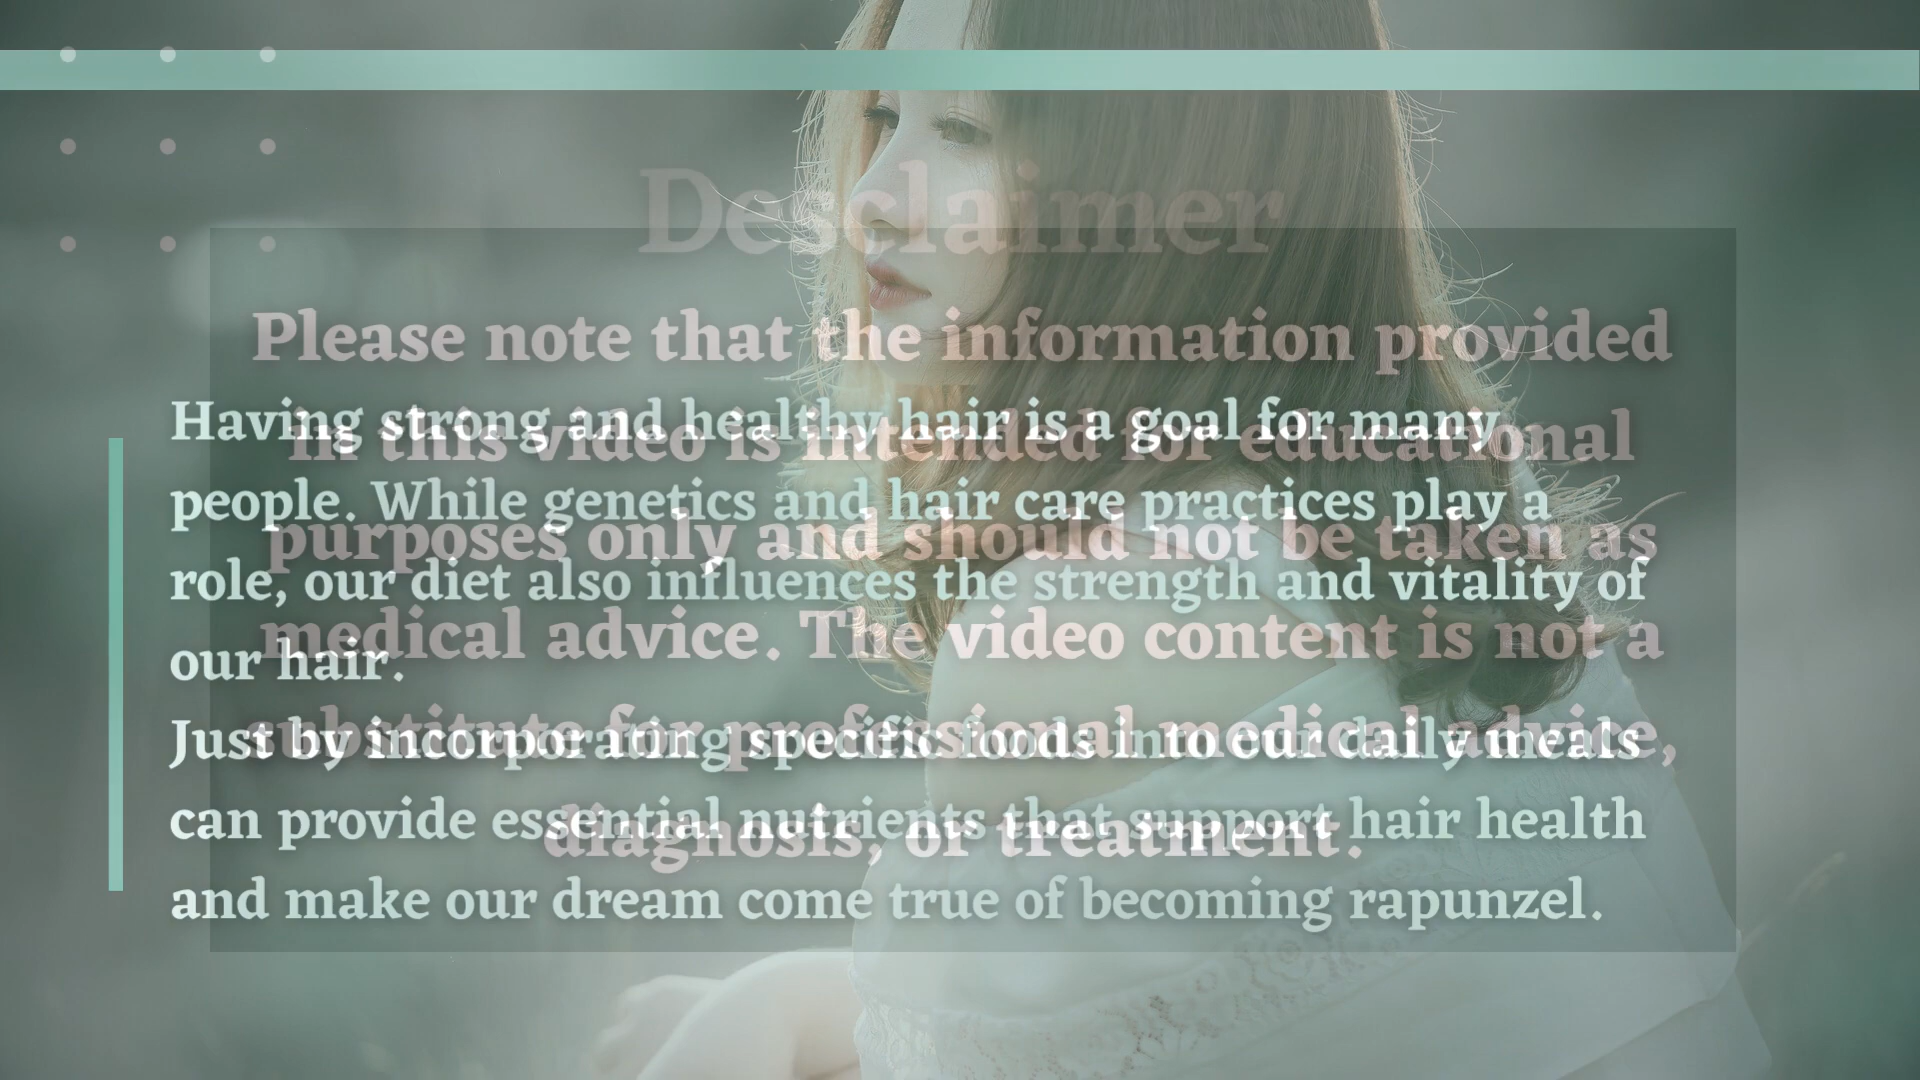 Desclaimer
Please note that the information provided
in this video is intended for educational
purposes only, and should not be taken as
medical advice. The video content is not a
substitute for professional medical advice,
diagnosis, or treatment.
Having strong and healthy hair is a goal for many
people. While genetics and hair care practices play a
role, our diet also influences the strength and vitality of
our hair.
Just by incorporating specific foods into our daily meals
can provide essential nutrients that support hair health
and make our dream come true of becoming rapunzel.